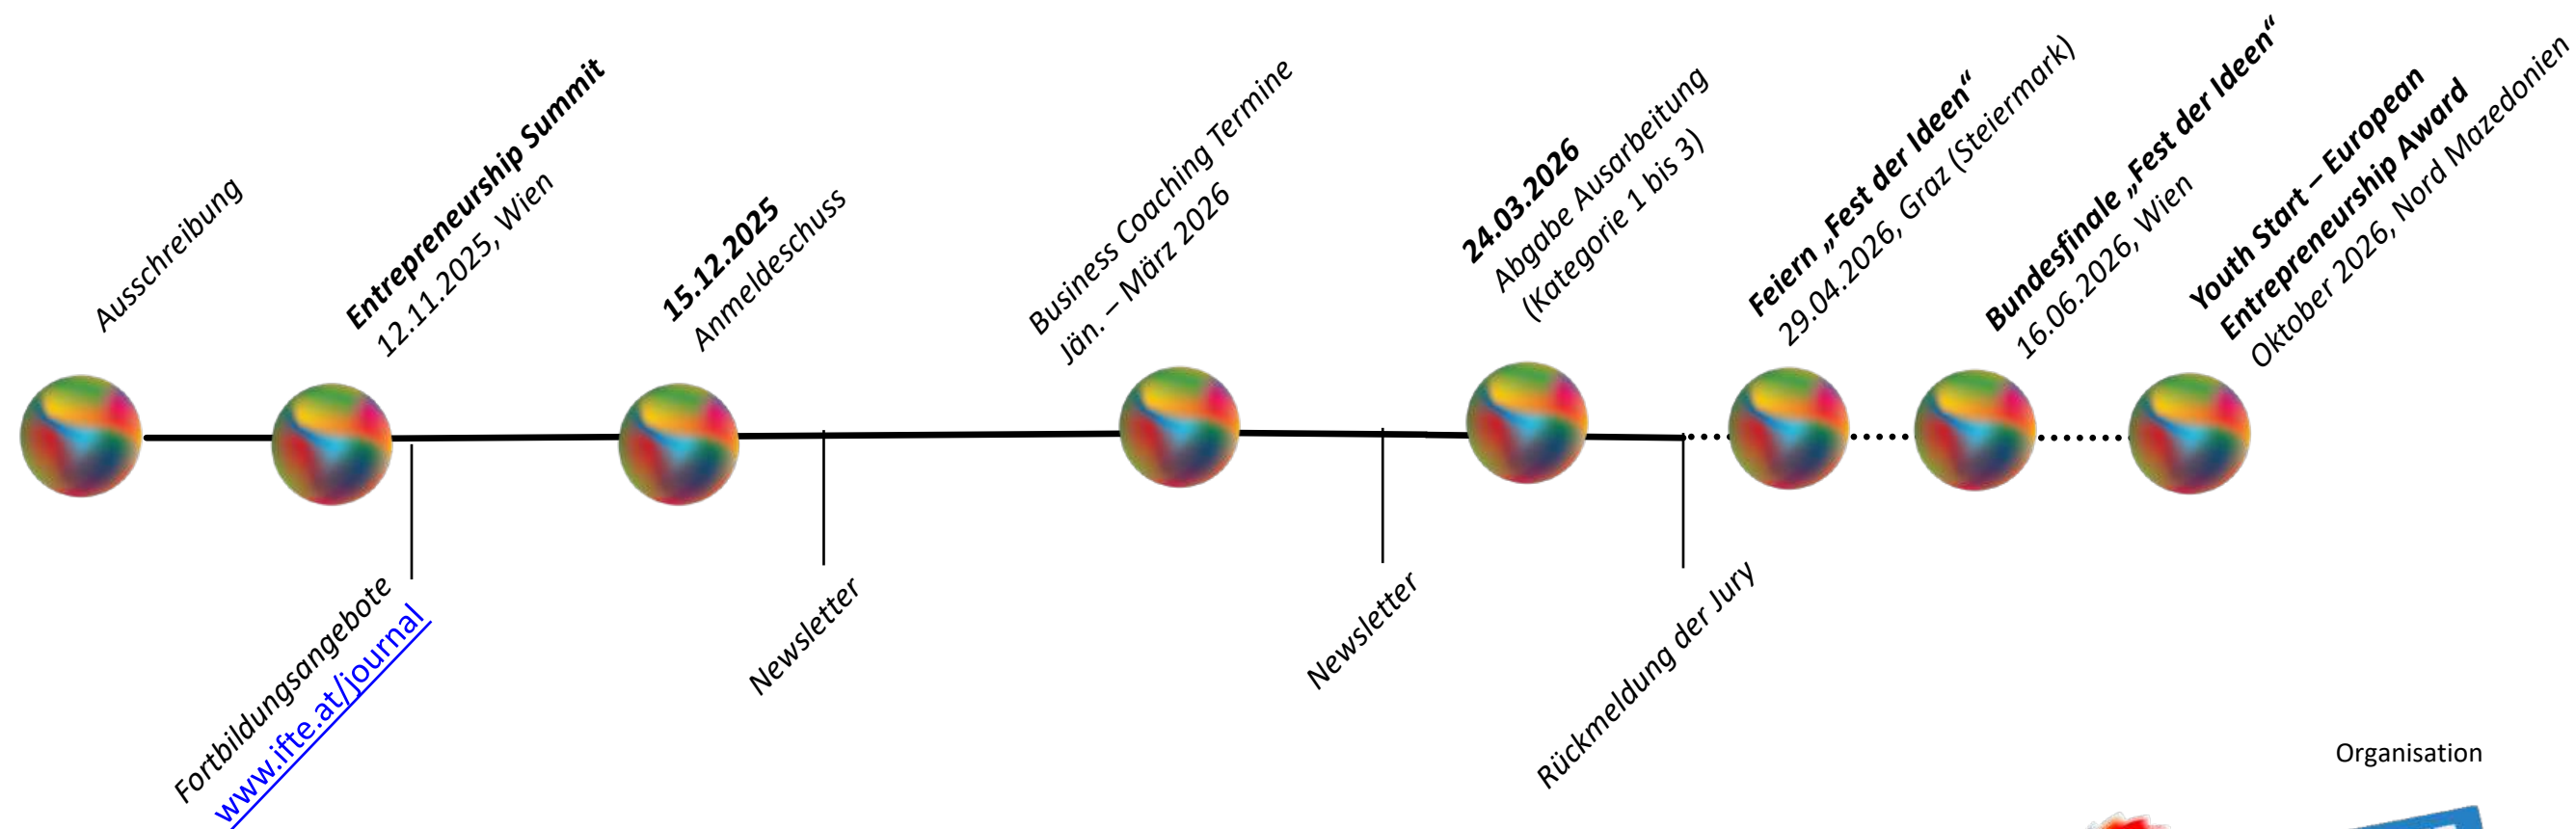 Ausschreibung
Entrepreneurship Summit
12.11.2025, Wien
15.12.2025
Anmeldeschuss
Business Coaching Termine
Jän. – März 2026
24.03.2026
Abgabe Ausarbeitung
(Kategorie 1 bis 3)
Feiern „Fest der Ideen“
29.04.2026, Graz (Steiermark)
Bundesfinale „Fest der Ideen“
16.06.2026, Wien
Youth Start – European
Entrepreneurship Award
Oktober 2026, Nord Mazedonien
Fortbildungsangebote
www.ifte.at/journal
Newsletter
Newsletter
Rückmeldung der Jury
Organisation